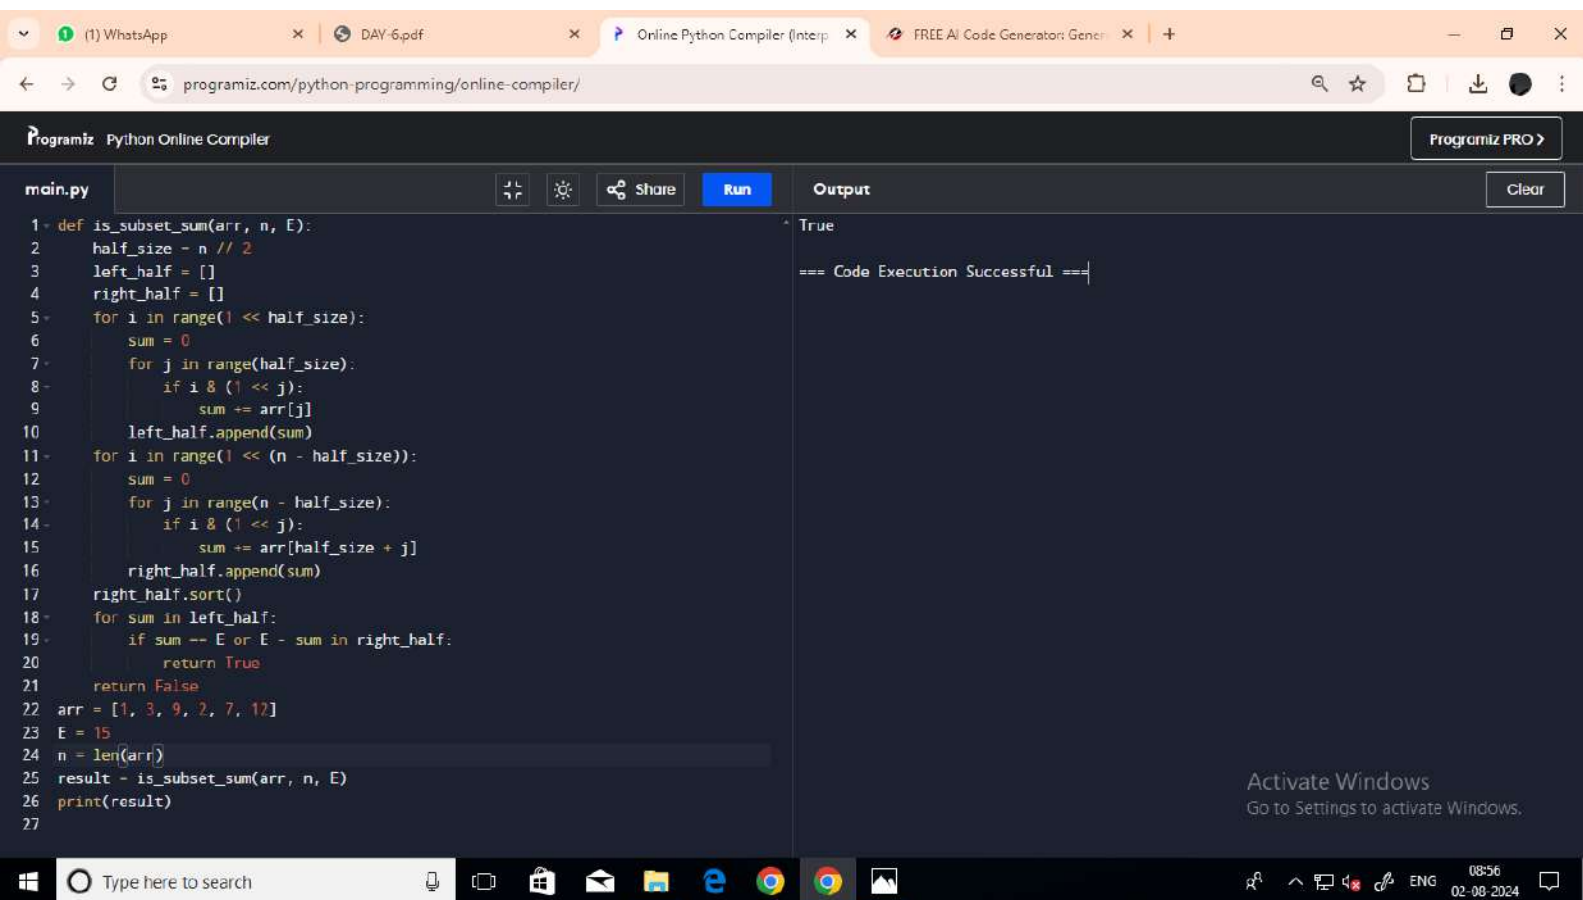 (1) WhatsApp
DAY-6.pdf
Online Python Compiler (Interp
FREE AI Code Generator: Gener
programiz.com/python-programming/online-compiler/
Programiz Python Online Compiler
Programiz PRO >
main.py
Share
Run
Output
Clear
1 def is_subset_sum(arr, n, E):
2 half_size = n // 2
3 left_half = []
4 right_half = []
5 for i in range(1 << half_size):
6 sum = 0
7 for j in range(half_size):
8 if i & (1 << j):
9 sum += arr[j]
10 left_half.append(sum)
11 for i in range(1 << (n - half_size)):
12 sum = 0
13 for j in range(n - half_size):
14 if i & (1 << j):
15 sum += arr[half_size + j]
16 right_half.append(sum)
17 right_half.sort()
18 for sum in left_half:
19 if sum == E or E - sum in right_half:
20 return True
21 return False
22 arr = [1, 3, 9, 2, 7, 12]
23 E = 15
24 n = len(arr)
25 result = is_subset_sum(arr, n, E)
26 print(result)
27
True
=== Code Execution Successful ===
Activate Windows
Go to Settings to activate Windows.
Type here to search
ENG
08:56
02-08-2024